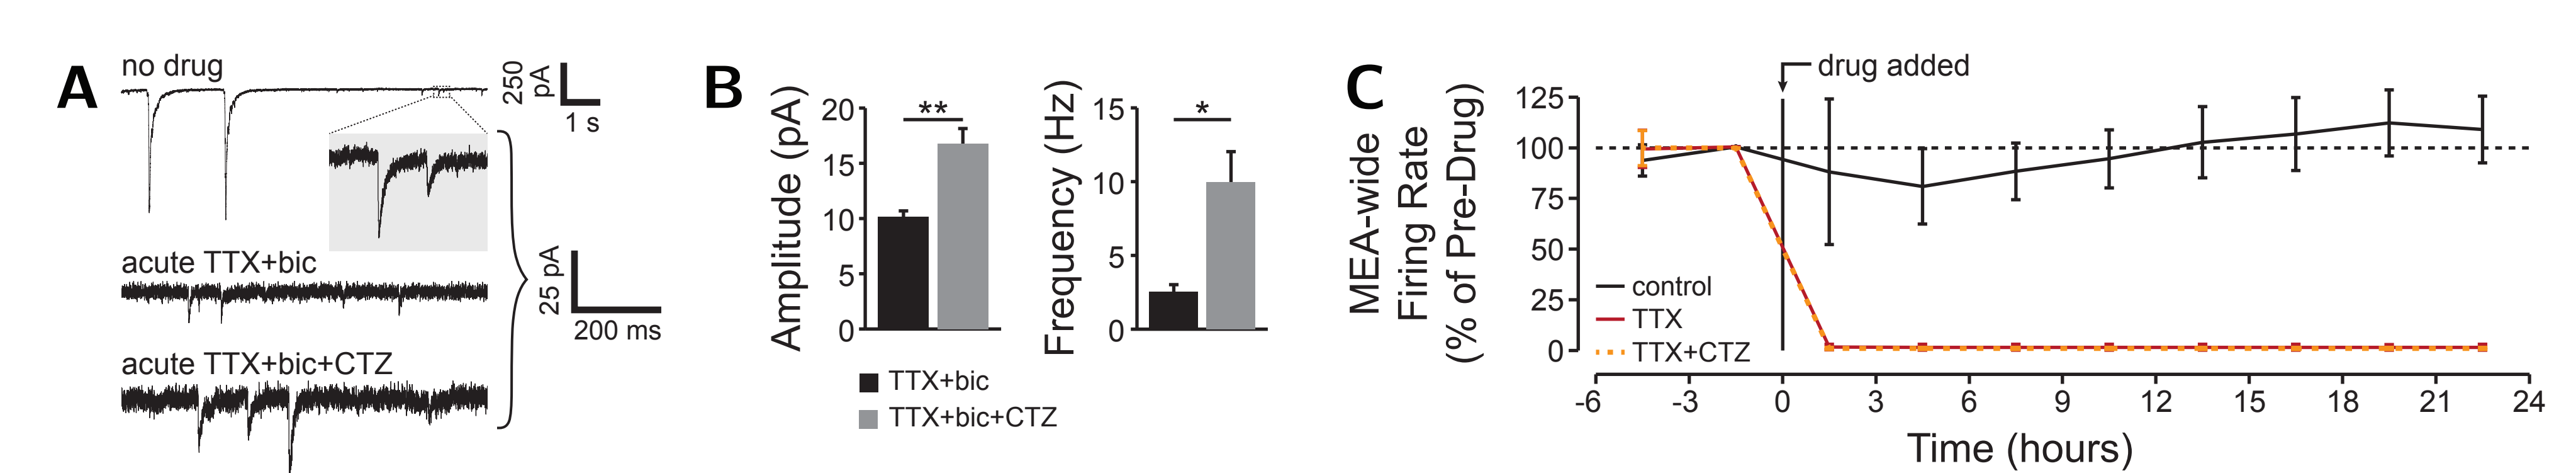 A
no drug
250
pA
1 s
acute TTX+bic
25 pA
200 ms
acute TTX+bic+CTZ
B
Amplitude (pA)
20
15
10
5
0
**
Frequency (Hz)
15
10
5
0
*
TTX+bic
TTX+bic+CTZ
C
drug added
MEA-wide
Firing Rate
(% of Pre-Drug)
125
100
75
50
25
0
control
TTX
TTX+CTZ
-6 -3 0 3 6 9 12 15 18 21 24
Time (hours)